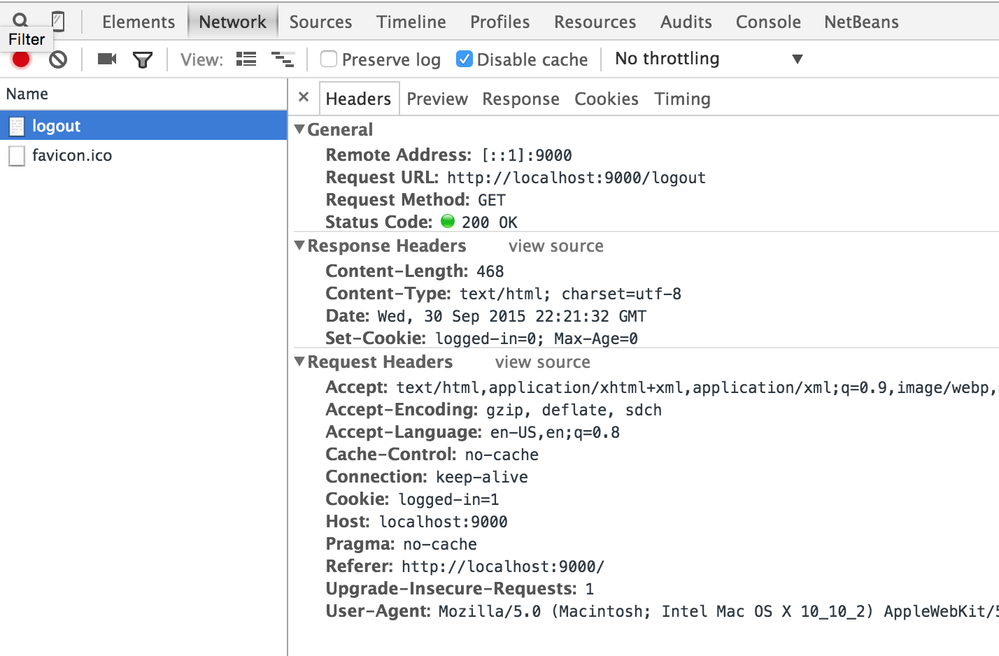 Elements Network Sources Timeline Profiles Resources Audits Console NetBeans
Filter
View: Preserve log Disable cache No throttling
Name
Headers Preview Response Cookies Timing
logout
favicon.ico
General
Remote Address: [::1]:9000
Request URL: http://localhost:9000/logout
Request Method: GET
Status Code: 200 OK
Response Headers view source
Content-Length: 468
Content-Type: text/html; charset=utf-8
Date: Wed, 30 Sep 2015 22:21:32 GMT
Set-Cookie: logged-in=0; Max-Age=0
Request Headers view source
Accept: text/html,application/xhtml+xml,application/xml;q=0.9,image/webp,
Accept-Encoding: gzip, deflate, sdch
Accept-Language: en-US,en;q=0.8
Cache-Control: no-cache
Connection: keep-alive
Cookie: logged-in=1
Host: localhost:9000
Pragma: no-cache
Referer: http://localhost:9000/
Upgrade-Insecure-Requests: 1
User-Agent: Mozilla/5.0 (Macintosh; Intel Mac OS X 10_10_2) AppleWebKit/5